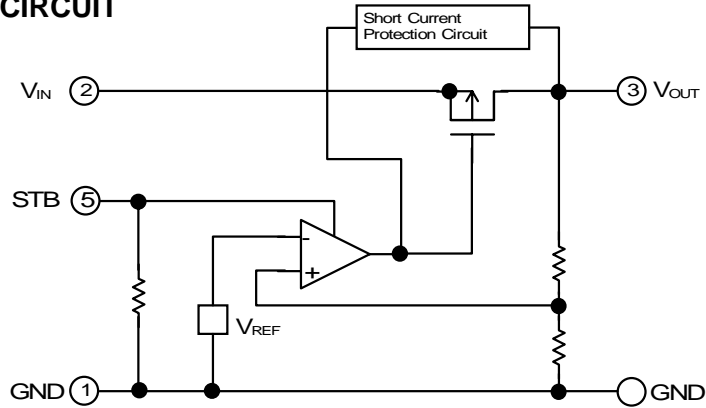 CIRCUIT
Short Current
Protection Circuit
VIN 2
3 VOUT
STB 5
-
+
VREF
GND 1
GND